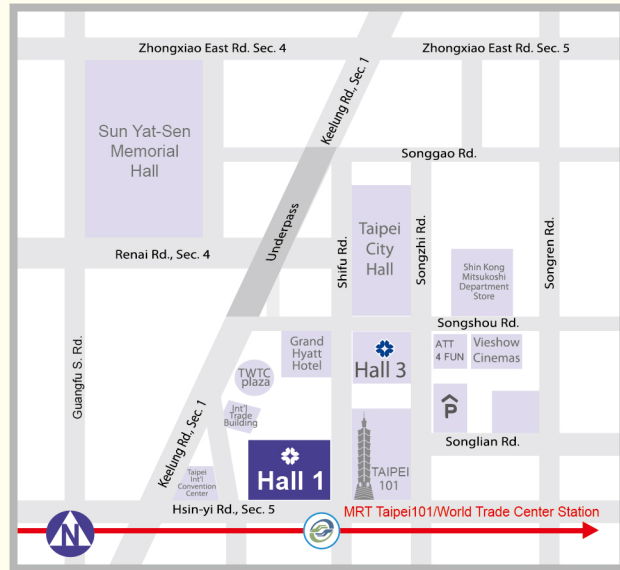 Zhongxiao East Rd. Sec. 4
Zhongxiao East Rd. Sec. 5
Keelung Rd., Sec. 1
Sun Yat-Sen
Memorial
Hall
Songgao Rd.
Underpass
Shifu Rd.
Taipei
City
Hall
Songzhi Rd.
Songren Rd.
Renai Rd., Sec. 4
Shin Kong
Mitsukoshi
Department
Store
Songshou Rd.
Guangfu S. Rd.
Grand
Hyatt
Hotel
Hall 3
ATT
4 FUN
Vieshow
Cinemas
TWTC
plaza
Keelung Rd., Sec. 1
Int'l
Trade
Building
P
Songlian Rd.
Taipei
Int'l
Convention
Center
Hall 1
TAIPEI
101
Hsin-yi Rd., Sec. 5
MRT Taipei101/World Trade Center Station
N